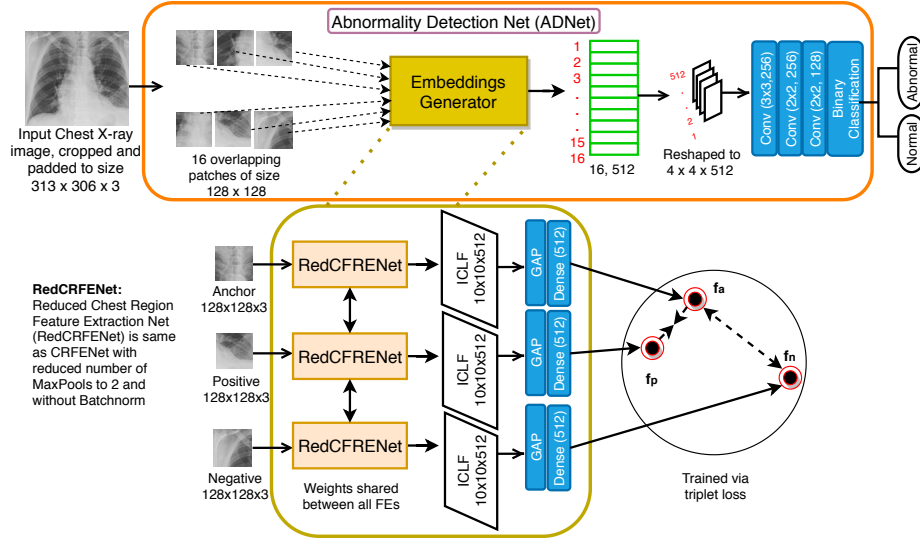 Abnormality Detection Net (ADNet)
Input Chest X-ray
image, cropped and
padded to size
313 x 306 x 3
16 overlapping
patches of size
128 x 128
Embeddings
Generator
1
2
3
.
.
.
15
16
16, 512
512
.
.
2
1
Reshaped to
4 x 4 x 512
Conv (3x3,256)
Conv (2x2, 256)
Conv (2x2, 128)
Binary
Classification
Abnormal
Normal
RedCRFENet:
Reduced Chest Region
Feature Extraction Net
(RedCRFENet) is same
as CRFENet with
reduced number of
MaxPools to 2 and
without Batchnorm
Anchor
128x128x3
RedCFRENet
ICLF
10x10x512
GAP
Dense (512)
Positive
128x128x3
RedCFRENet
ICLF
10x10x512
GAP
Dense (512)
Negative
128x128x3
RedCFRENet
ICLF
10x10x512
GAP
Dense (512)
Weights shared
between all FEs
fa
fp
fn
Trained via
triplet loss